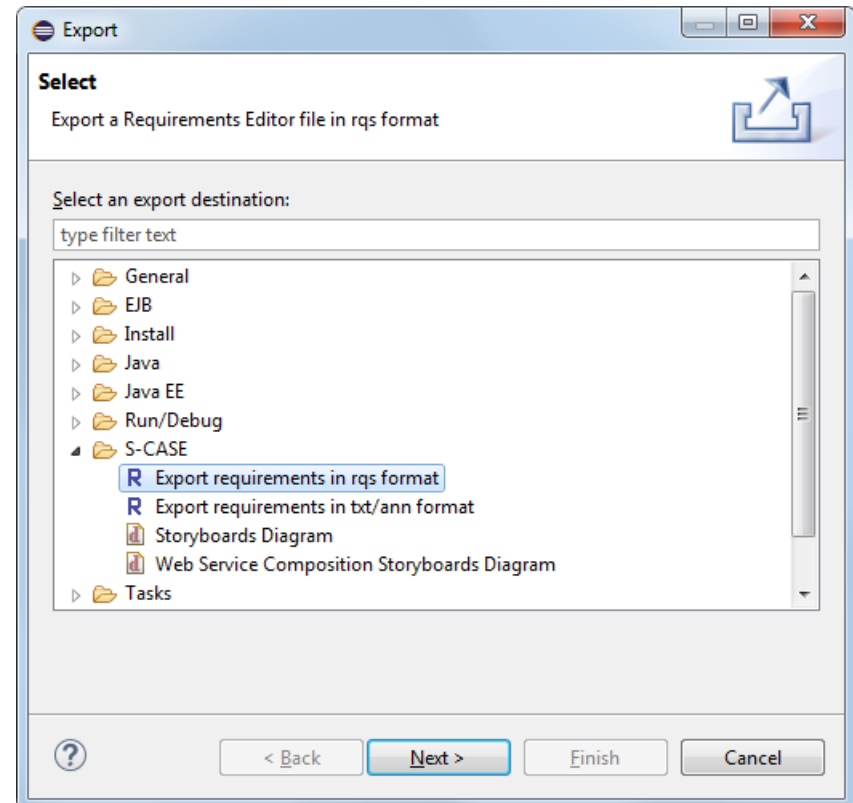 Export
Select
Export a Requirements Editor file in rqs format
Select an export destination:
type filter text
General
EJB
Install
Java
Java EE
Run/Debug
S-CASE
R Export requirements in rqs format
R Export requirements in txt/ann format
d Storyboards Diagram
d Web Service Composition Storyboards Diagram
Tasks
? < Back Next > Finish Cancel